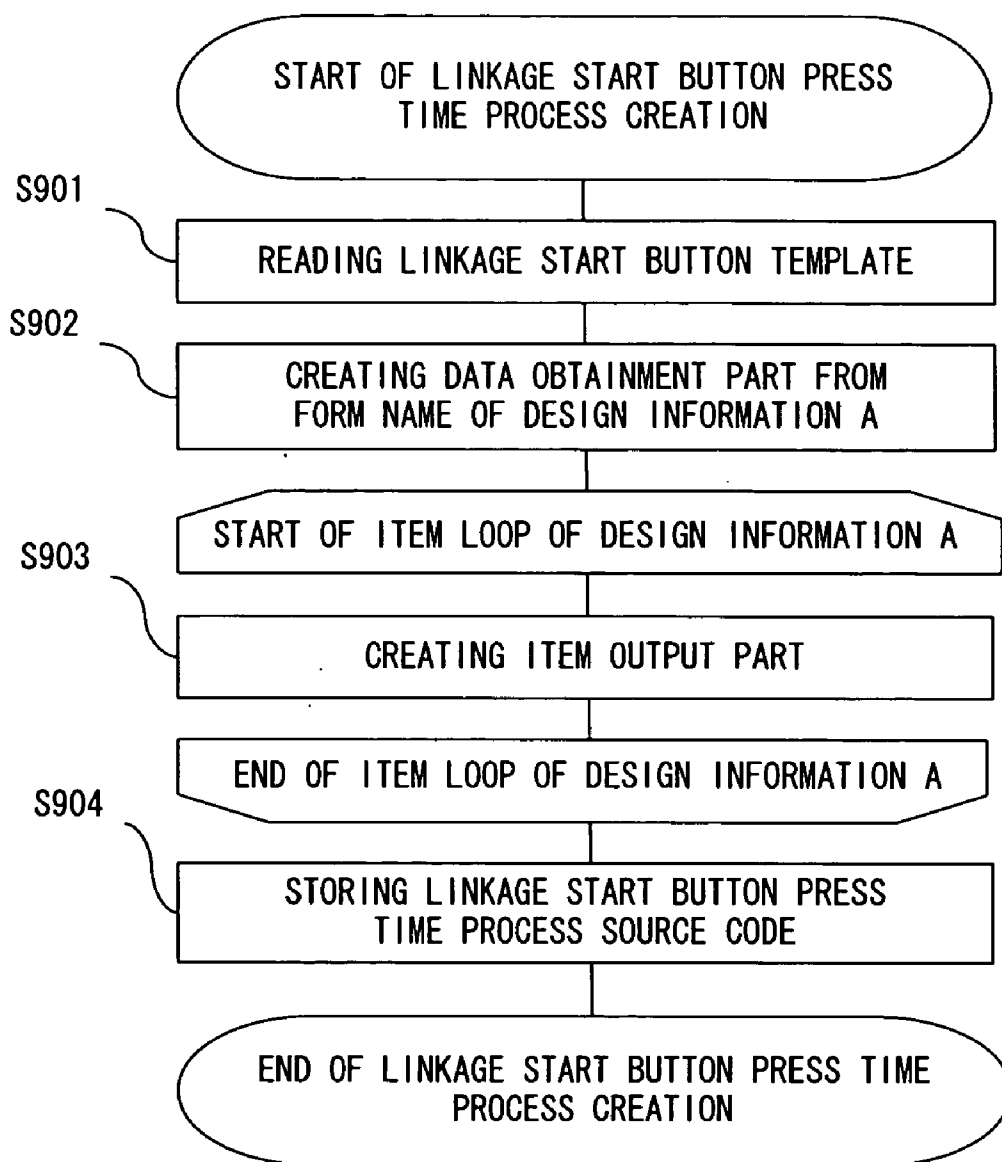 START OF LINKAGE START BUTTON PRESS
TIME PROCESS CREATION
S901
READING LINKAGE START BUTTON TEMPLATE
S902
CREATING DATA OBTAINMENT PART FROM
FORM NAME OF DESIGN INFORMATION A
START OF ITEM LOOP OF DESIGN INFORMATION A
S903
CREATING ITEM OUTPUT PART
END OF ITEM LOOP OF DESIGN INFORMATION A
S904
STORING LINKAGE START BUTTON PRESS
TIME PROCESS SOURCE CODE
END OF LINKAGE START BUTTON PRESS TIME
PROCESS CREATION